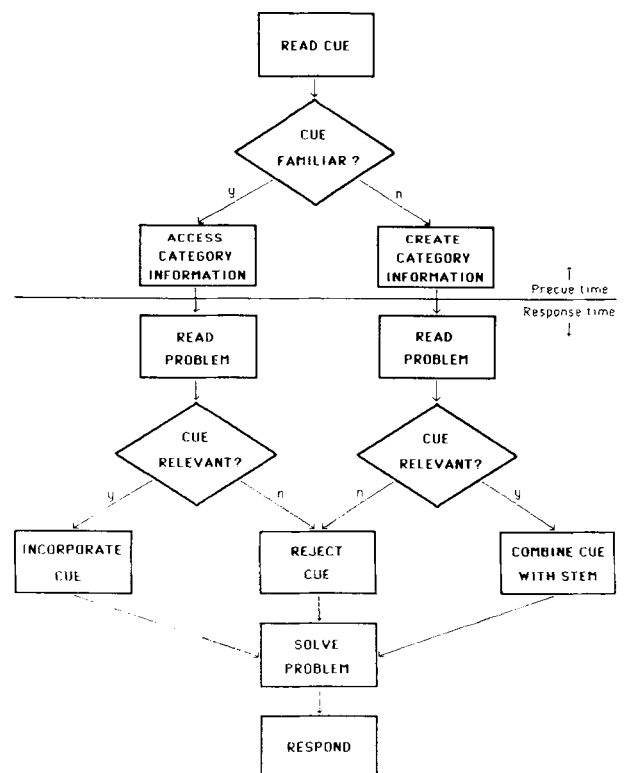 READ CUE
CUE
FAMILIAR?
y
n
ACCESS
CATEGORY
INFORMATION
CREATE
CATEGORY
INFORMATION
Precue time
Response time
READ
PROBLEM
READ
PROBLEM
CUE
RELEVANT?
CUE
RELEVANT?
y
n
n
y
INCORPORATE
CUE
REJECT
CUE
COMBINE CUE
WITH STEM
SOLVE
PROBLEM
RESPOND